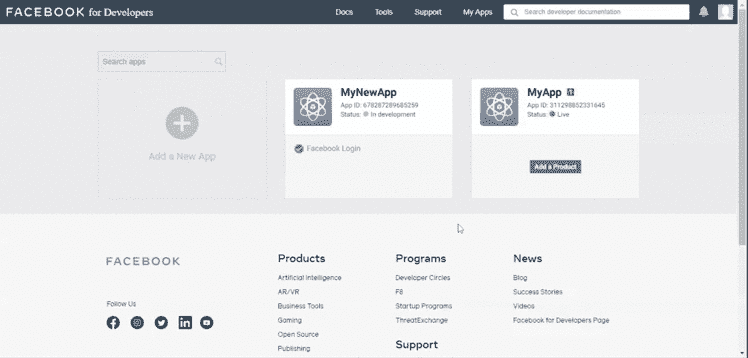 FACEBOOK for Developers
Docs Tools Support My Apps Search developer documentation
Search apps
MyNewApp
App ID: 678287289685259
Status: In development
Facebook Login
MyApp
App ID: 311298852331645
Status: Live
Add a Product
Add a New App
FACEBOOK
Follow Us
Products
Artificial Intelligence
AR/VR
Business Tools
Gaming
Open Source
Publishing
Programs
Developer Circles
F8
Startup Programs
ThreatExchange
Support
News
Blog
Success Stories
Videos
Facebook for Developers Page